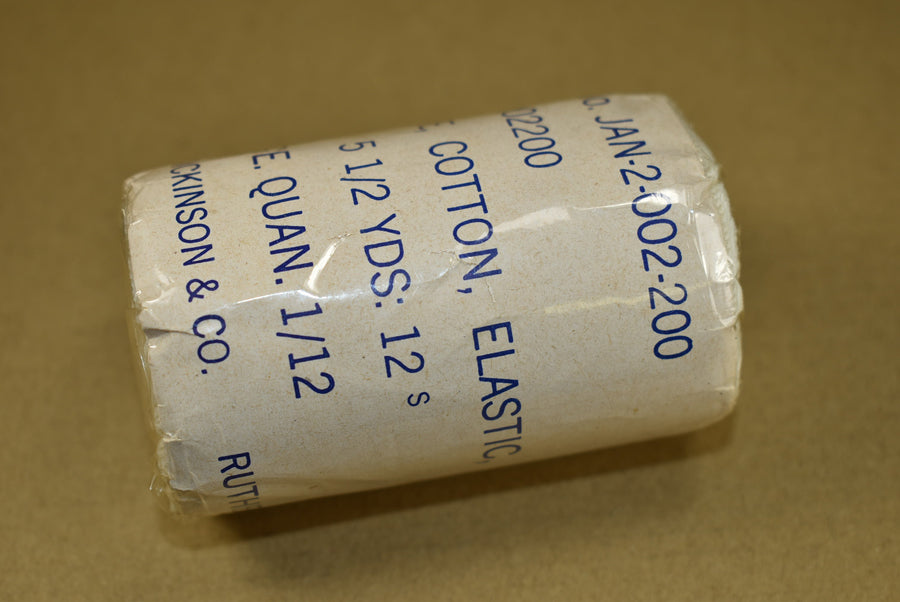 o. JAN-2-002-200
02200
E, COTTON, ELASTIC,
5 1/2 YDS: 12 s
E. QUAN. 1/12
CKINSON & CO. RUTH